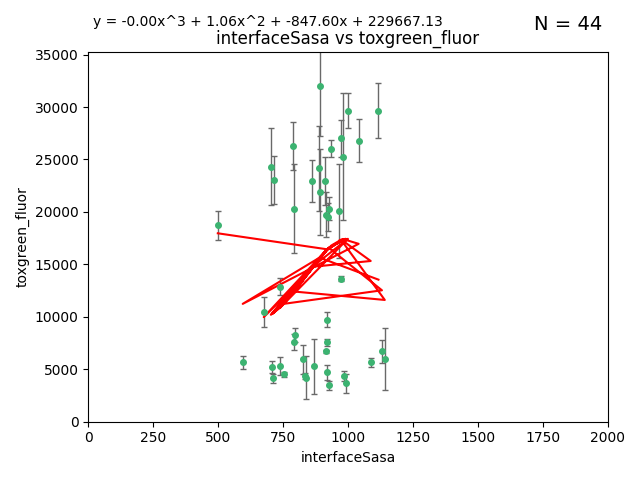 y = -0.00x^3 + 1.06x^2 + -847.60x + 229667.13
N = 44
interfaceSasa vs toxgreen_fluor
35000
30000
25000
20000
15000
10000
5000
0
toxgreen_fluor
0 250 500 750 1000 1250 1500 1750 2000
interfaceSasa